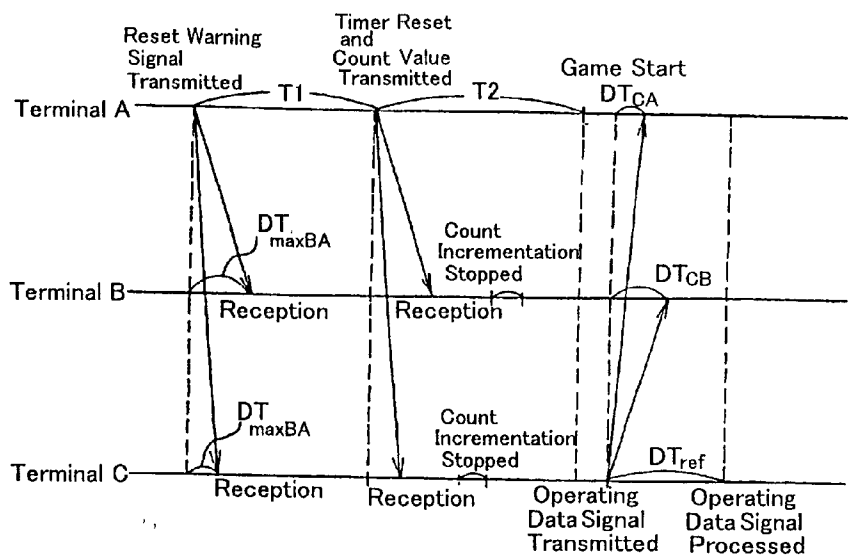 Reset Warning
Signal
Transmitted
Timer Reset
and
Count Value
Transmitted
Game Start
Terminal A
T1
T2
DTCA
DTmaxBA
Count
Incrementation
Stopped
DTCB
Terminal B
Reception
Reception
DTmaxBA
Count
Incrementation
Stopped
DTref
Terminal C
Reception
Reception
Operating
Data Signal
Transmitted
Operating
Data Signal
Processed